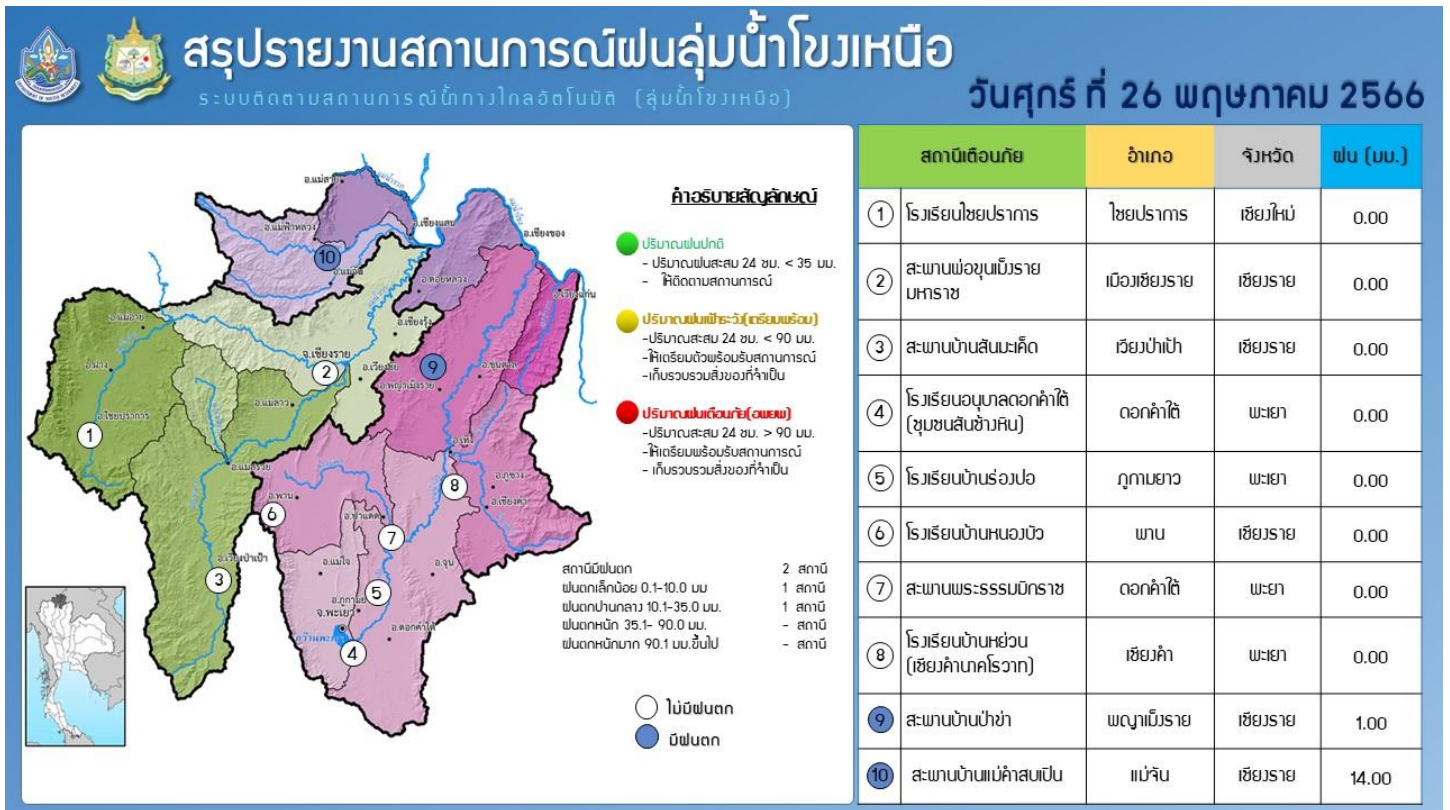 สรุปรายงานสถานการณ์ฝนลุ่มน้ำโขงเหนือ
ระบบติดตามสถานการณ์น้ำทางไกลอัตโนมัติ (ลุ่มน้ำโขงเหนือ)
วันศุกร์ ที่ 26 พฤษภาคม 2566
อ.แม่สาย
แม่น้ำรวก
อ.แม่ฟ้าหลวง
อ.เชียงแสน
แม่น้ำโขง
อ.เชียงของ
10
อ.แม่จัน
อ.ดอยหลวง
อ.เวียงแก่น
อ.แม่อาย
อ.เชียงรุ้ง
จ.เชียงราย
อ.ฝาง
2
อ.เวียงชัย
9
อ.พญาเม็งราย
อ.ขุนตาล
อ.ไชยปราการ
อ.แม่ลาว
1
อ.เทิง
อ.แม่สรวย
8
อ.ภูซาง
อ.เชียงคำ
อ.พาน
6
อ.ป่าแดด
7
อ.เวียงป่าเป้า
3
อ.แม่ใจ
อ.จุน
5
อ.ภูกามยาว
จ.พะเยา
กว๊านพะเยา
อ.ดอกคำใต้
4
คำอธิบายสัญลักษณ์
ปริมาณฝนปกติ
- ปริมาณฝนสะสม 24 ชม. < 35 มม.
- ให้ติดตามสถานการณ์
ปริมาณฝนเฝ้าระวัง(เตรียมพร้อม)
-ปริมาณสะสม 24 ชม. < 90 มม.
-ให้เตรียมตัวพร้อมรับสถานการณ์
-เก็บรวบรวมสิ่งของที่จำเป็น
ปริมาณฝนเตือนภัย(อพยพ)
-ปริมาณสะสม 24 ชม. > 90 มม.
-ให้เตรียมพร้อมรับสถานการณ์
- เก็บรวบรวมสิ่งของที่จำเป็น
สถานีมีฝนตก 2 สถานี
ฝนตกเล็กน้อย 0.1-10.0 มม 1 สถานี
ฝนตกปานกลาง 10.1-35.0 มม. 1 สถานี
ฝนตกหนัก 35.1- 90.0 มม. - สถานี
ฝนตกหนักมาก 90.1 มม.ขึ้นไป - สถานี
ไม่มีฝนตก
มีฝนตก
สถานีเตือนภัย อำเภอ จังหวัด ฝน (มม.)
1 โรงเรียนไชยปราการ ไชยปราการ เชียงใหม่ 0.00
2 สะพานพ่อขุนเม็งราย
มหาราช เมืองเชียงราย เชียงราย 0.00
3 สะพานบ้านสันมะเค็ด เวียงป่าเป้า เชียงราย 0.00
4 โรงเรียนอนุบาลดอกคำใต้
(ชุมชนสันช้างหิน) ดอกคำใต้ พะเยา 0.00
5 โรงเรียนบ้านร่องปอ ภูกามยาว พะเยา 0.00
6 โรงเรียนบ้านหนองบัว พาน เชียงราย 0.00
7 สะพานพระธรรมมิกราช ดอกคำใต้ พะยา 0.00
8 โรงเรียนบ้านหย่วน
(เชียงคำนาคโรวาท) เชียงคำ พะเยา 0.00
9 สะพานบ้านป่าข่า พญาเม็งราย เชียงราย 1.00
10 สะพานบ้านแม่คำสบเปิน แม่จัน เชียงราย 14.00